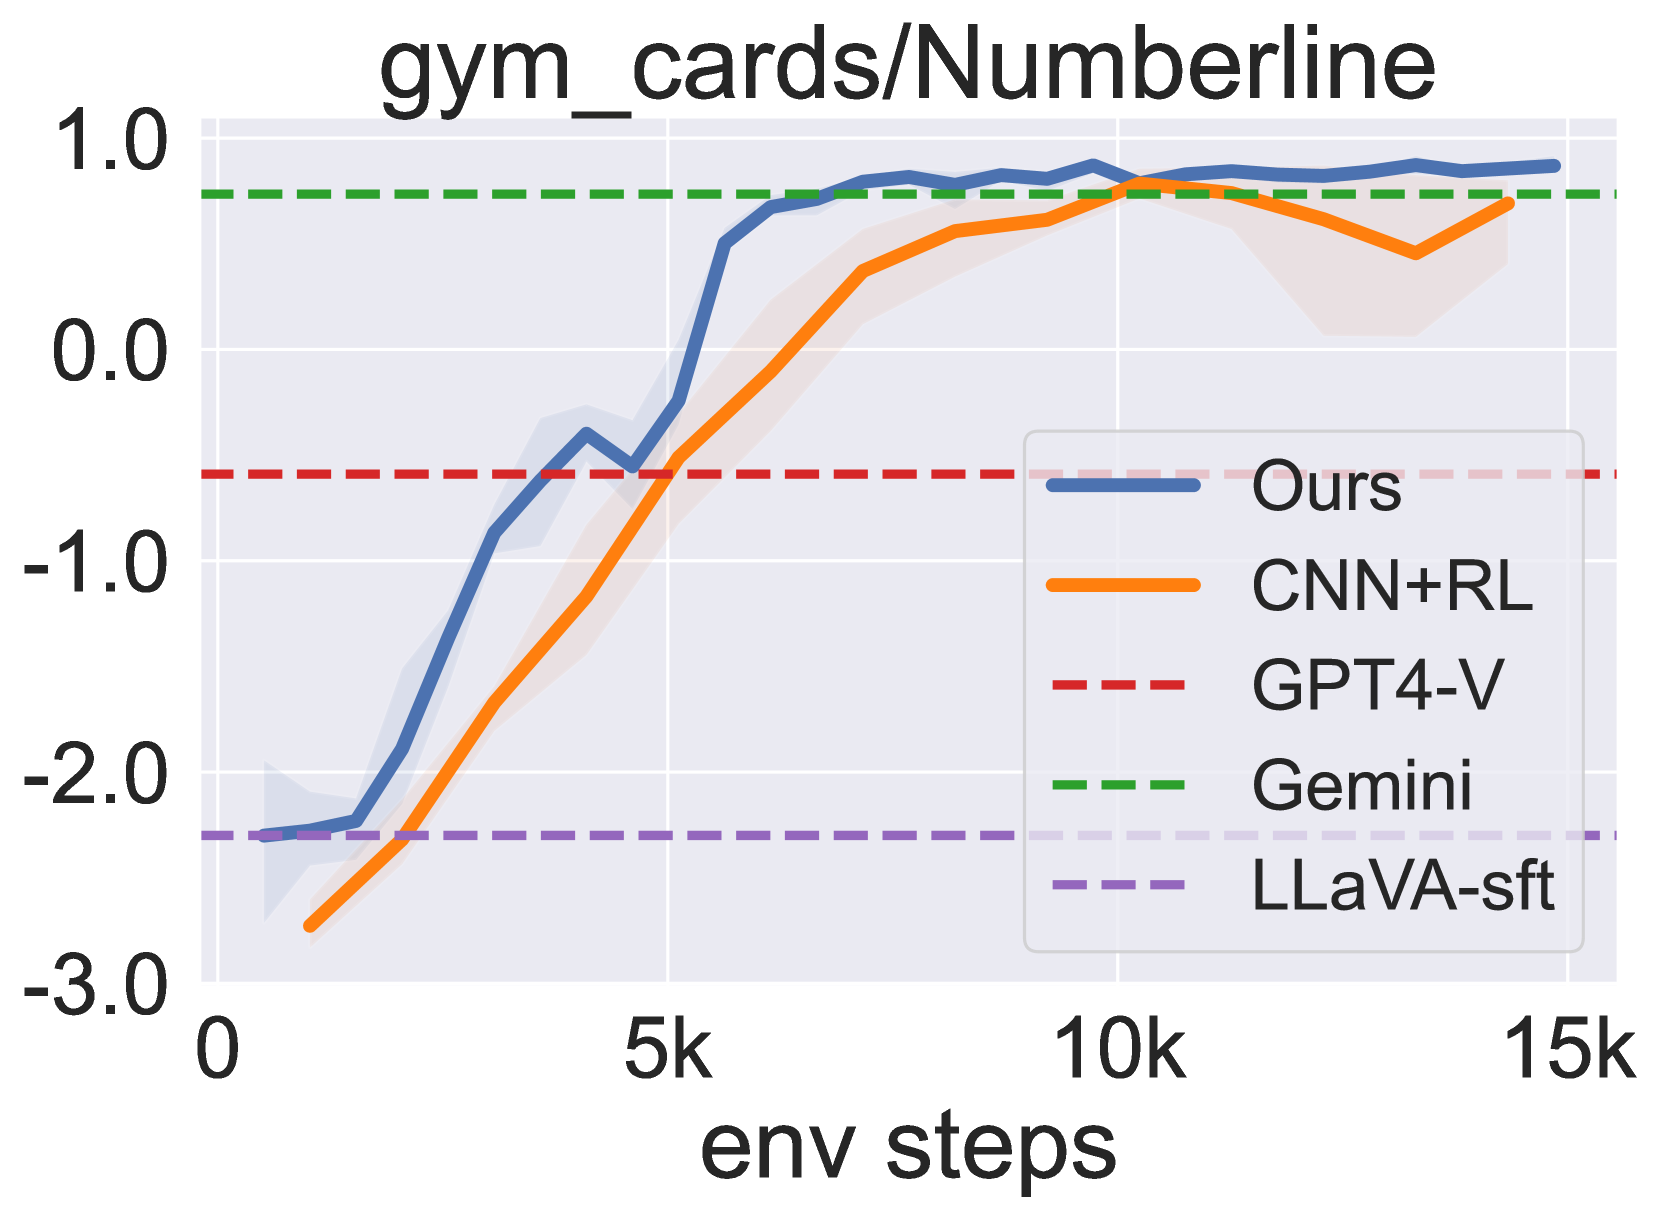 gym_cards/Numberline
1.0
0.0
-1.0
-2.0
-3.0
Ours
CNN+RL
GPT4-V
Gemini
LLaVA-sft
0 5k 10k 15k
env steps